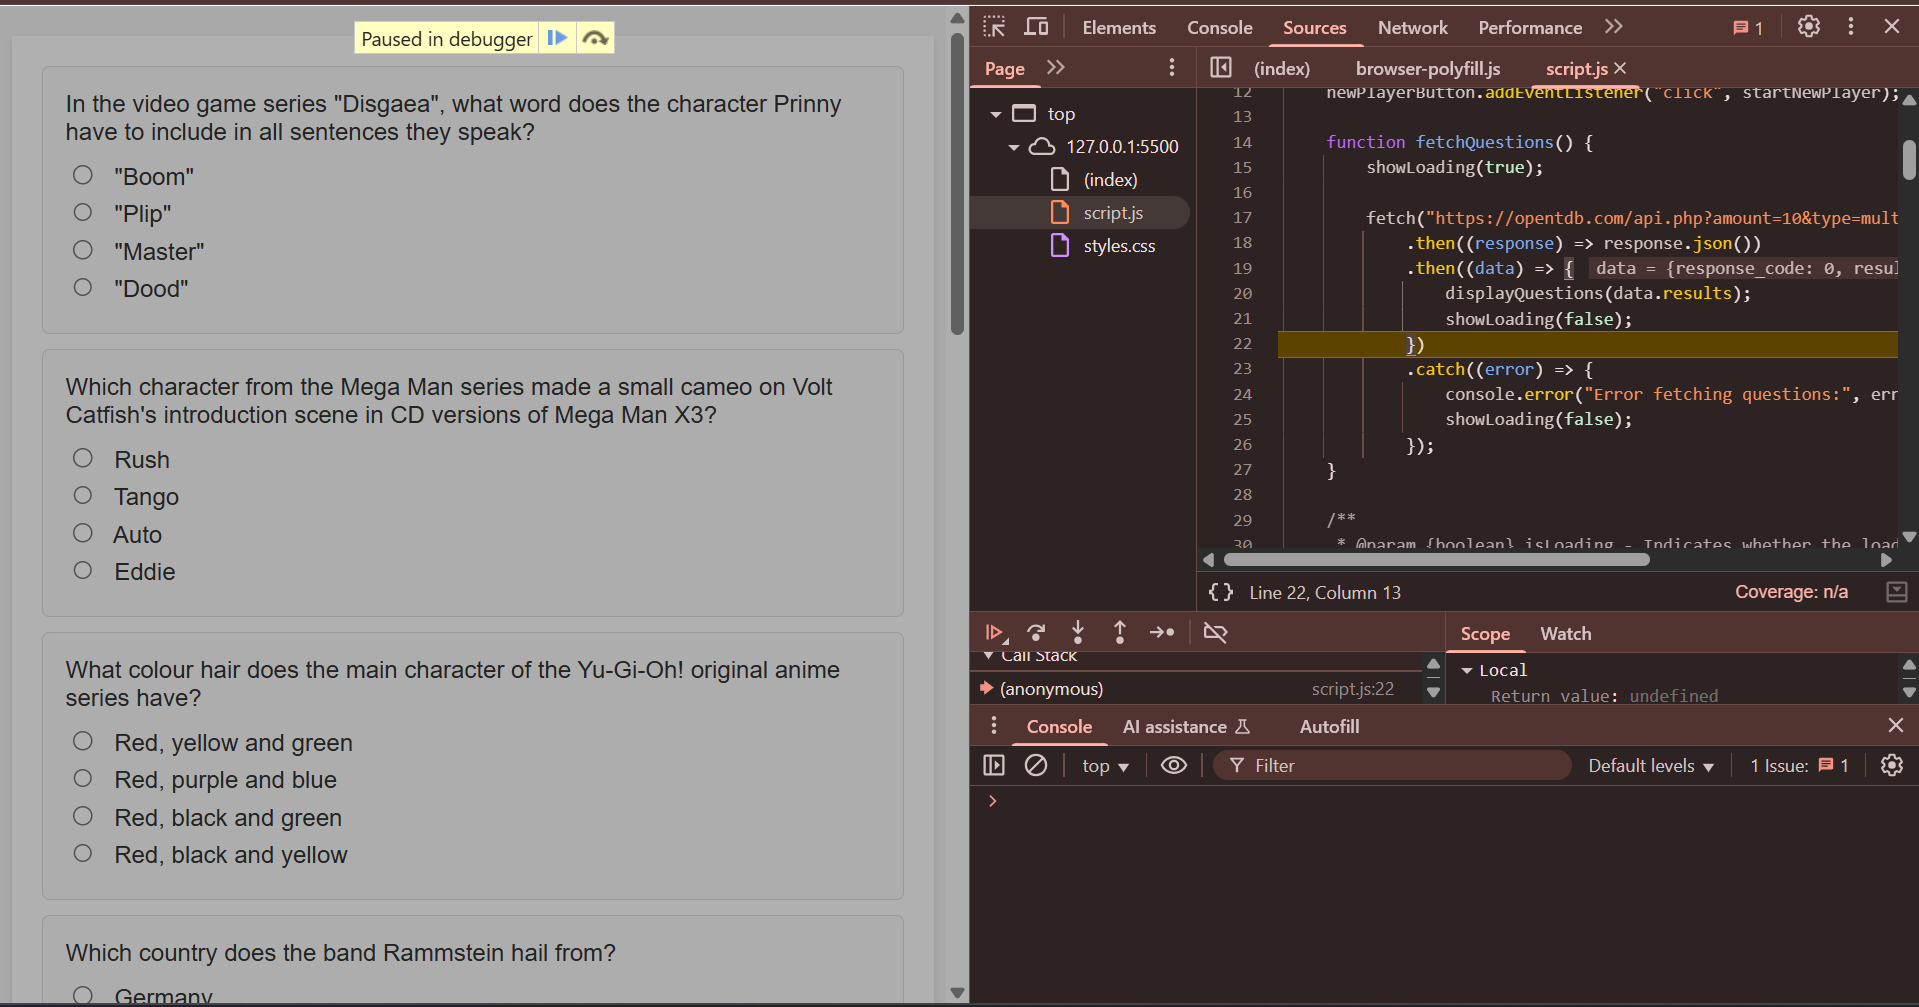 Paused in debugger
In the video game series "Disgaea", what word does the character Prinny
have to include in all sentences they speak?
"Boom"
"Plip"
"Master"
"Dood"
Which character from the Mega Man series made a small cameo on Volt
Catfish's introduction scene in CD versions of Mega Man X3?
Rush
Tango
Auto
Eddie
What colour hair does the main character of the Yu-Gi-Oh! original anime
series have?
Red, yellow and green
Red, purple and blue
Red, black and green
Red, black and yellow
Which country does the band Rammstein hail from?
Germany
Elements Console Sources Network Performance 1
Page
(index) browser-polyfill.js script.js
top
127.0.0.1:5500
(index)
script.js
styles.css
12 newPlayerButton.addEventListener("click", startNewPlayer);
13
14 function fetchQuestions() {
15 showLoading(true);
16
17 fetch("https://opentdb.com/api.php?amount=10&type=mult
18 .then((response) => response.json())
19 .then((data) => { data = {response_code: 0, resul
20 displayQuestions(data.results);
21 showLoading(false);
22 })
23 .catch((error) => {
24 console.error("Error fetching questions:", err
25 showLoading(false);
26 });
27 }
28
29 /**
30 * @param {boolean} isLoading - Indicates whether the load
{} Line 22, Column 13 Coverage: n/a
Call Stack
(anonymous) script.js:22
Scope Watch
Local
Return value: undefined
Console AI assistance Autofill
top Filter Default levels 1 Issue: 1